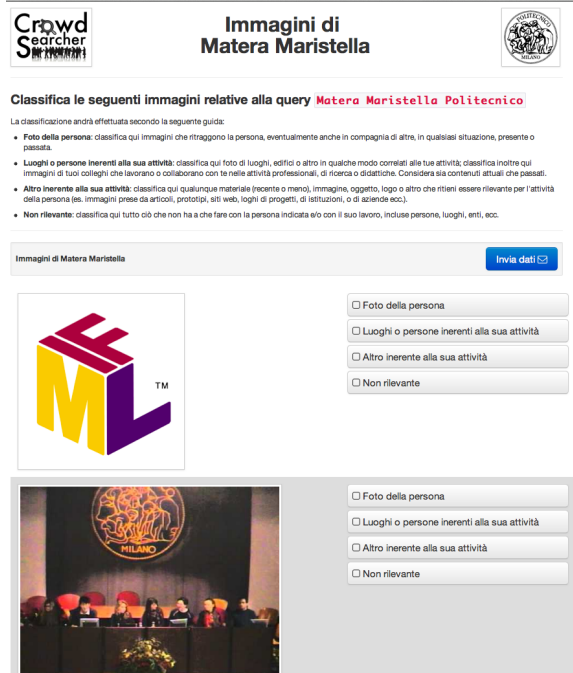 Crowd
Searcher
Immagini di
Matera Maristella
POLITECNICO
MILANO
Classifica le seguenti immagini relative alla query Matera Maristella Politecnico
La classificazione andrà effettuata secondo la seguente guida:
Foto della persona: classifica qui immagini che ritraggono la persona, eventualmente anche in compagnia di altre, in qualsiasi situazione, presente o
passata.
Luoghi o persone inerenti alla sua attività: classifica qui foto di luoghi, edifici o altro in qualche modo correlati alle tue attività; classifica inoltre qui
immagini di tuoi colleghi che lavorano o collaborano con te nelle attività professionali, di ricerca o didattiche. Considera sia contenuti attuali che passati.
Altro inerente alla sua attività: classifica qui qualunque materiale (recente o meno), immagine, oggetto, logo o altro che ritieni essere rilevante per l'attività
della persona (es. immagini prese da articoli, prototipi, siti web, loghi di progetti, di istituzioni, o di aziende ecc.).
Non rilevante: classifica qui tutto ciò che non ha a che fare con la persona indicata e/o con il suo lavoro, incluse persone, luoghi, enti, ecc.
Immagini di Matera Maristella
Invia dati
IFML
TM
Foto della persona
Luoghi o persone inerenti alla sua attività
Altro inerente alla sua attività
Non rilevante
MILANO
Foto della persona
Luoghi o persone inerenti alla sua attività
Altro inerente alla sua attività
Non rilevante